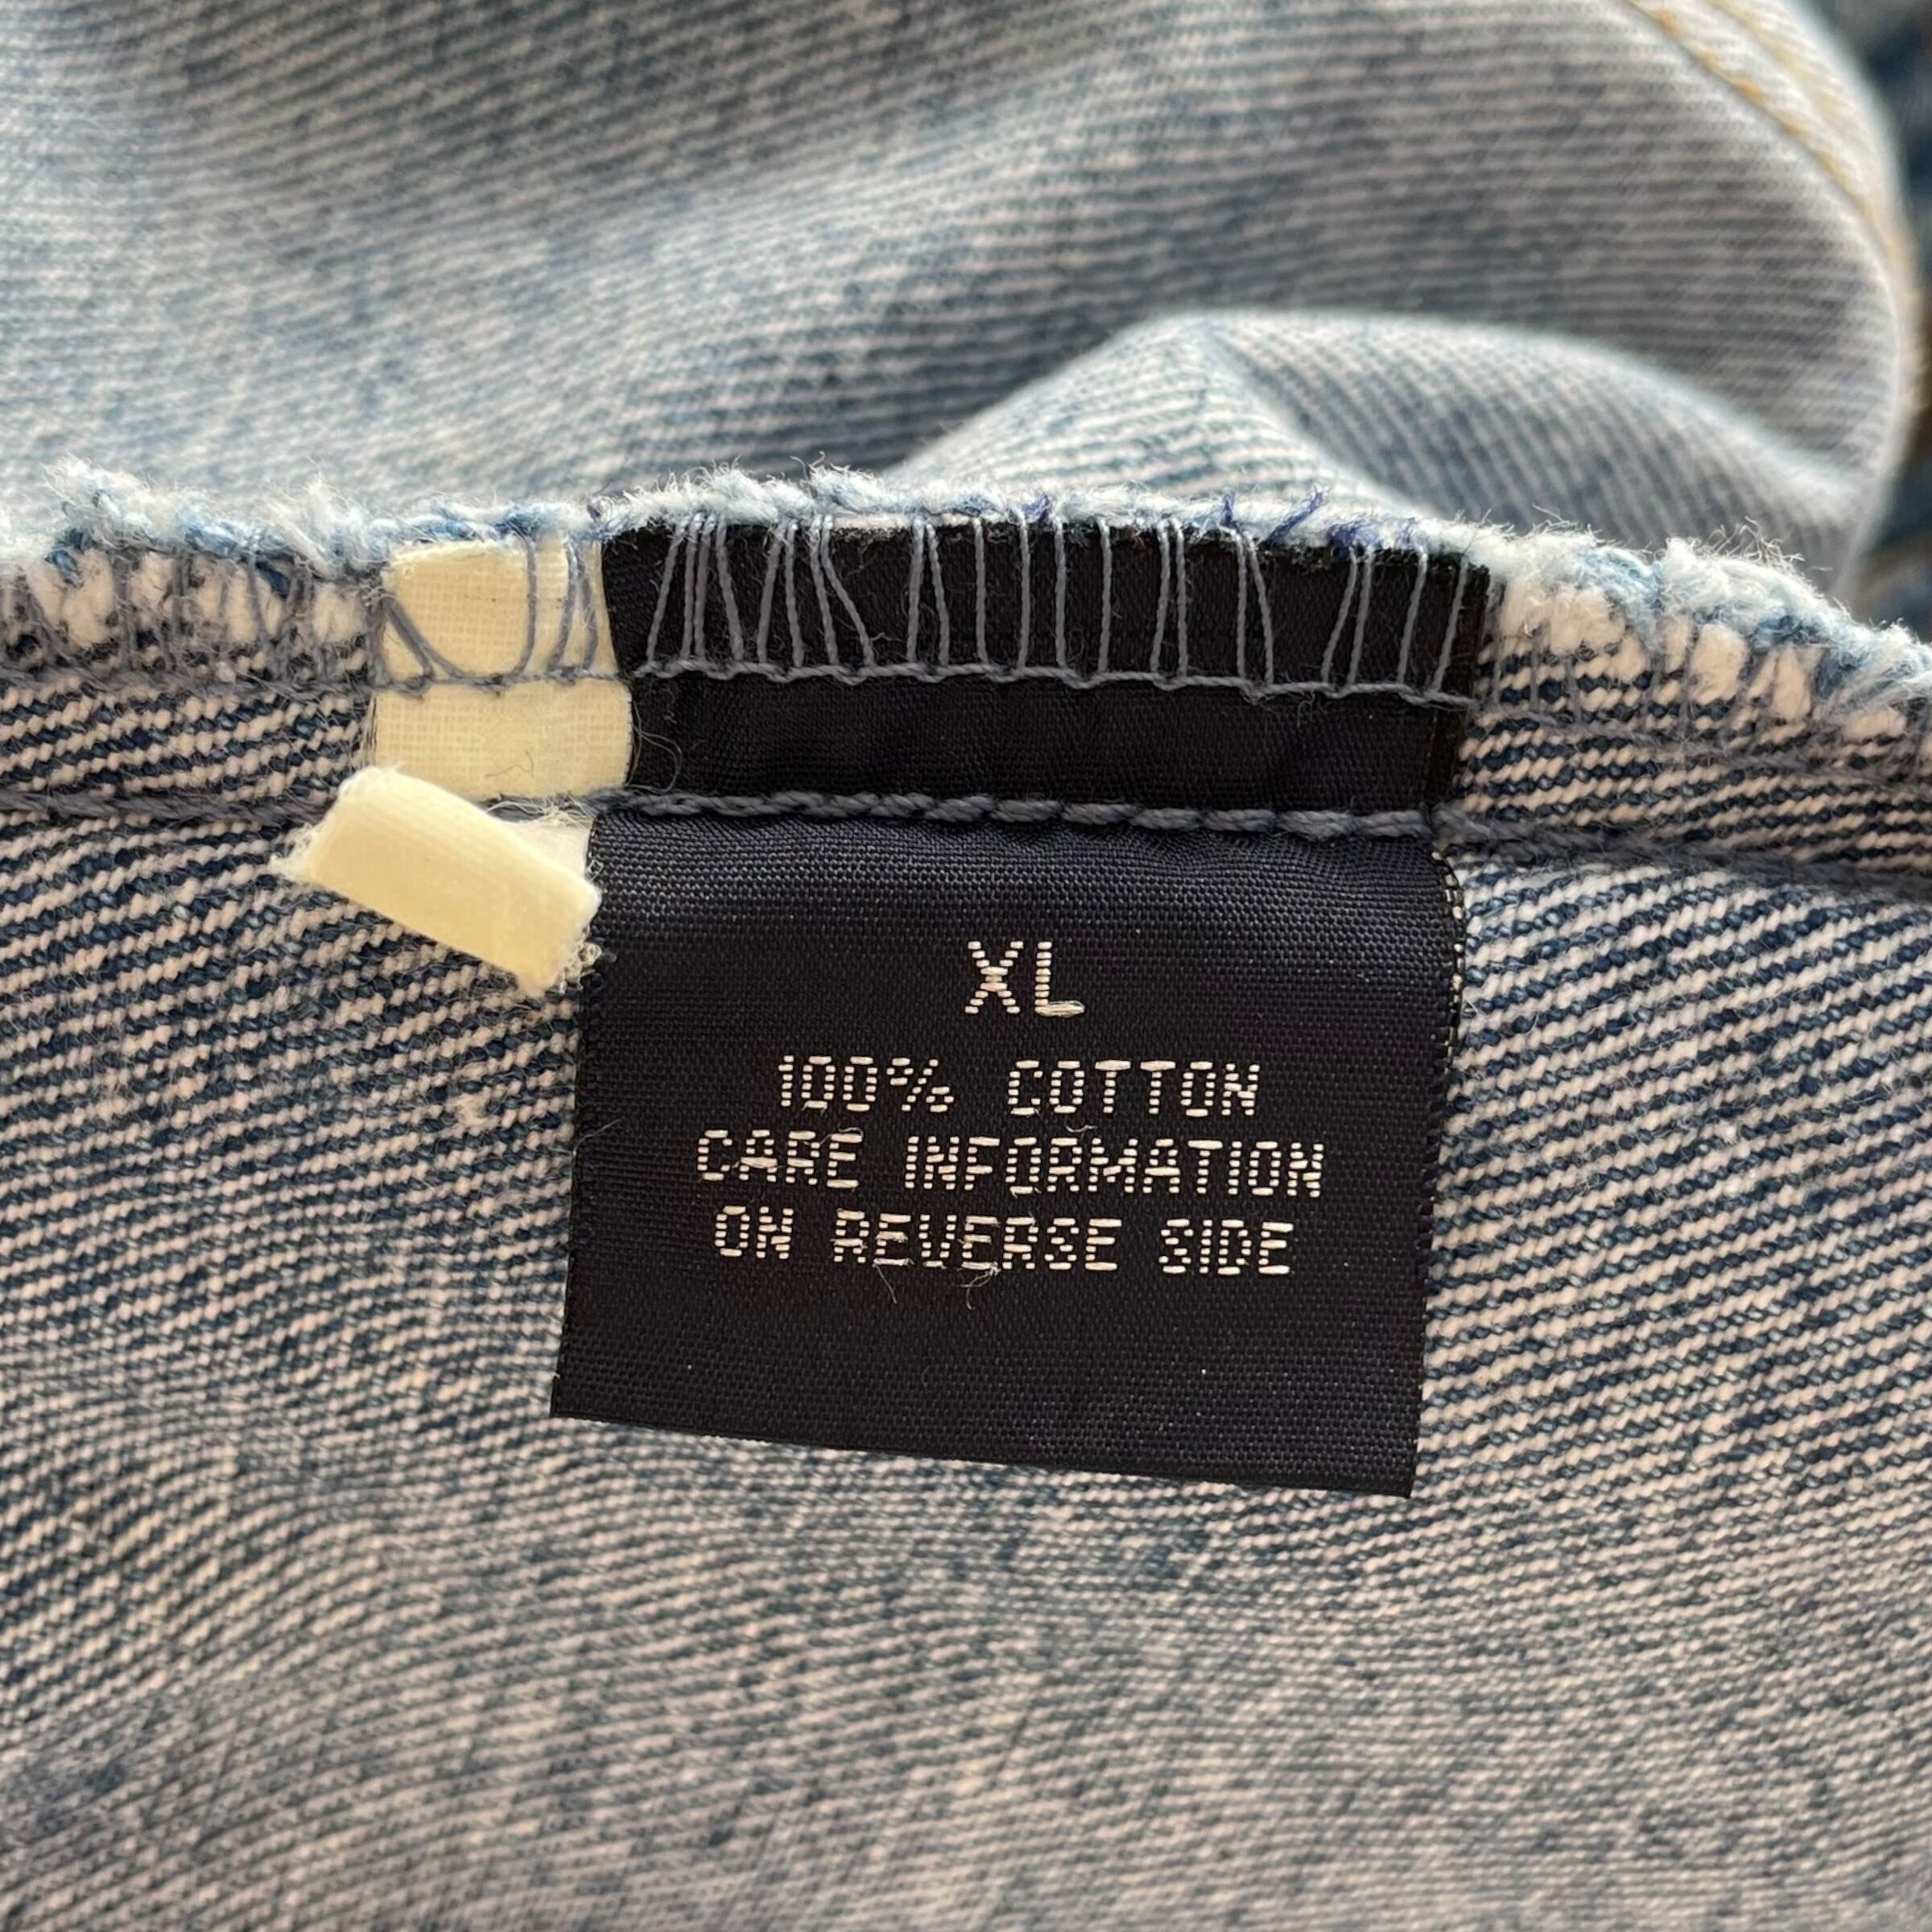 XL
100% COTTON
CARE INFORMATION
ON REVERSE SIDE